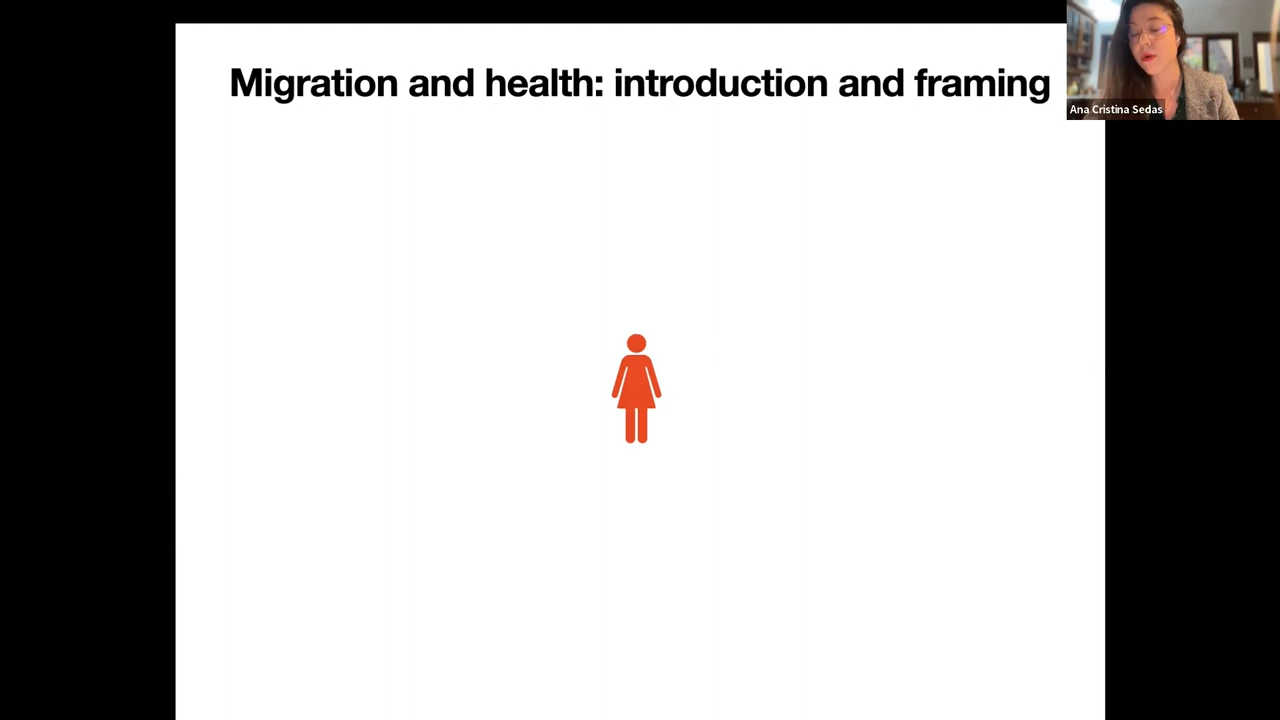 Migration and health: introduction and framing
Ana Cristina Sedas